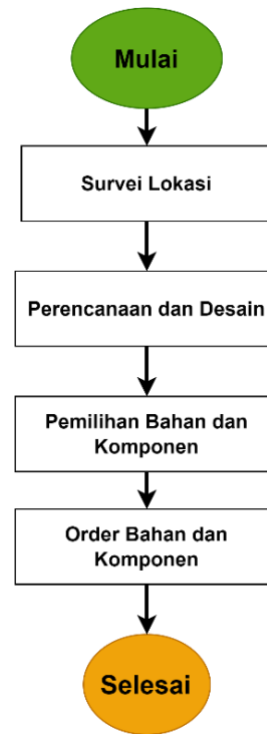 Mulai
Survei Lokasi
Perencanaan dan Desain
Pemilihan Bahan dan
Komponen
Order Bahan dan
Komponen
Selesai